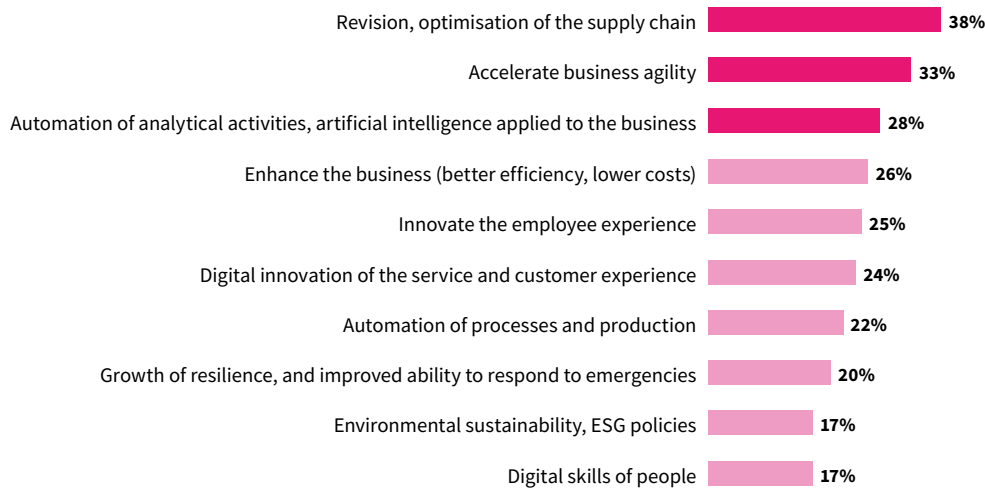 Revision, optimisation of the supply chain 38%
Accelerate business agility 33%
Automation of analytical activities, artificial intelligence applied to the business 28%
Enhance the business (better efficiency, lower costs) 26%
Innovate the employee experience 25%
Digital innovation of the service and customer experience 24%
Automation of processes and production 22%
Growth of resilience, and improved ability to respond to emergencies 20%
Environmental sustainability, ESG policies 17%
Digital skills of people 17%